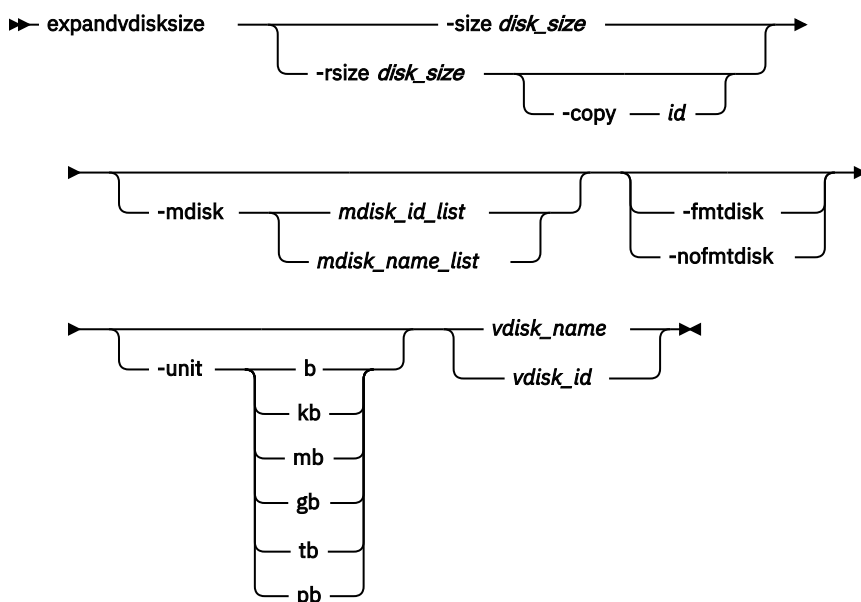 expandvdisksize -size disk_size
-rsize disk_size
-copy id
-mdisk mdisk_id_list -fmtdisk
mdisk_name_list -nofmtdisk
-unit b vdisk_name
kb vdisk_id
mb
gb
tb
pb